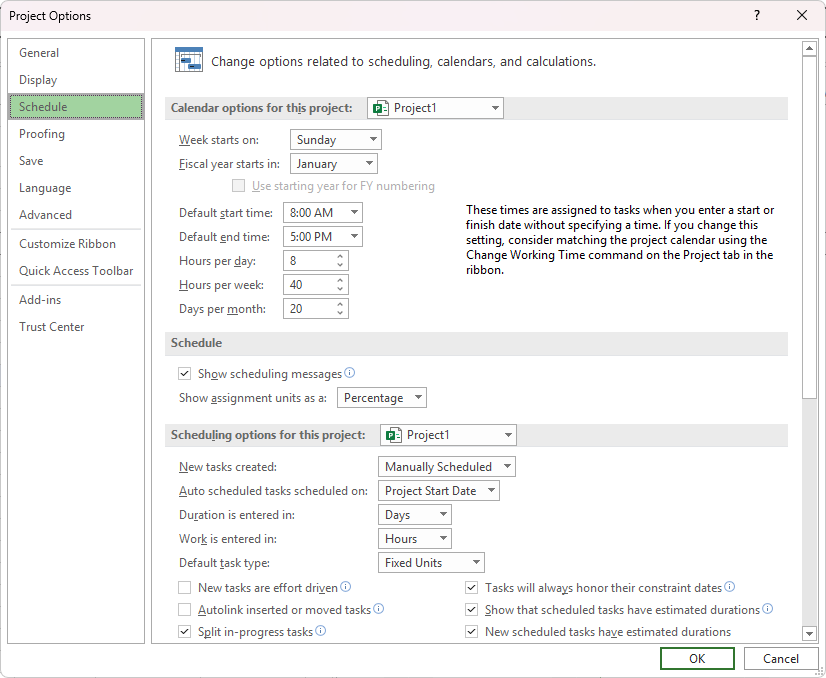 Project Options
General
Display
Schedule
Proofing
Save
Language
Advanced
Customize Ribbon
Quick Access Toolbar
Add-ins
Trust Center
Change options related to scheduling, calendars, and calculations.
Calendar options for this project: Project1
Week starts on: Sunday
Fiscal year starts in: January
Use starting year for FY numbering
Default start time: 8:00 AM
Default end time: 5:00 PM
Hours per day: 8
Hours per week: 40
Days per month: 20
These times are assigned to tasks when you enter a start or
finish date without specifying a time. If you change this
setting, consider matching the project calendar using the
Change Working Time command on the Project tab in the
ribbon.
Schedule
Show scheduling messages
Show assignment units as a: Percentage
Scheduling options for this project: Project1
New tasks created: Manually Scheduled
Auto scheduled tasks scheduled on: Project Start Date
Duration is entered in: Days
Work is entered in: Hours
Default task type: Fixed Units
New tasks are effort driven Tasks will always honor their constraint dates
Autolink inserted or moved tasks Show that scheduled tasks have estimated durations
Split in-progress tasks New scheduled tasks have estimated durations
OK Cancel